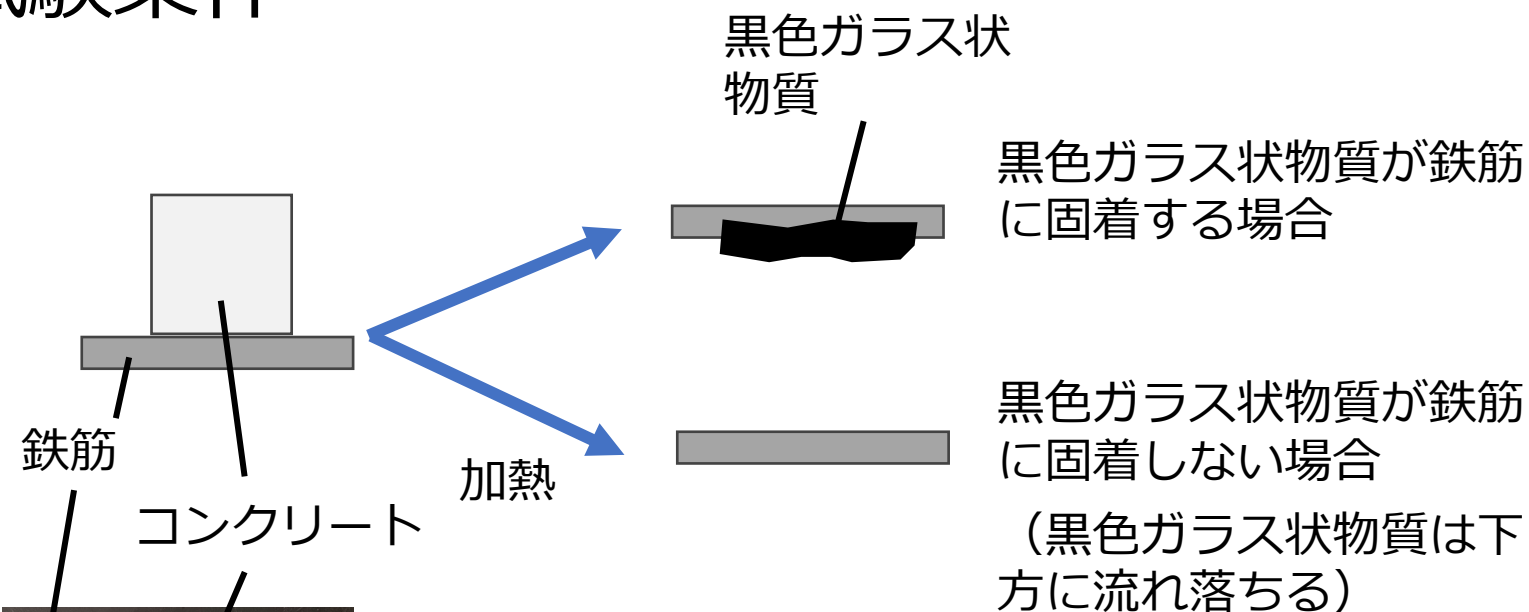 黒色ガラス状
物質
黒色ガラス状物質が鉄筋
に固着する場合
鉄筋
コンクリート
加熱
黒色ガラス状物質が鉄筋
に固着しない場合
（黒色ガラス状物質は下
方に流れ落ちる）